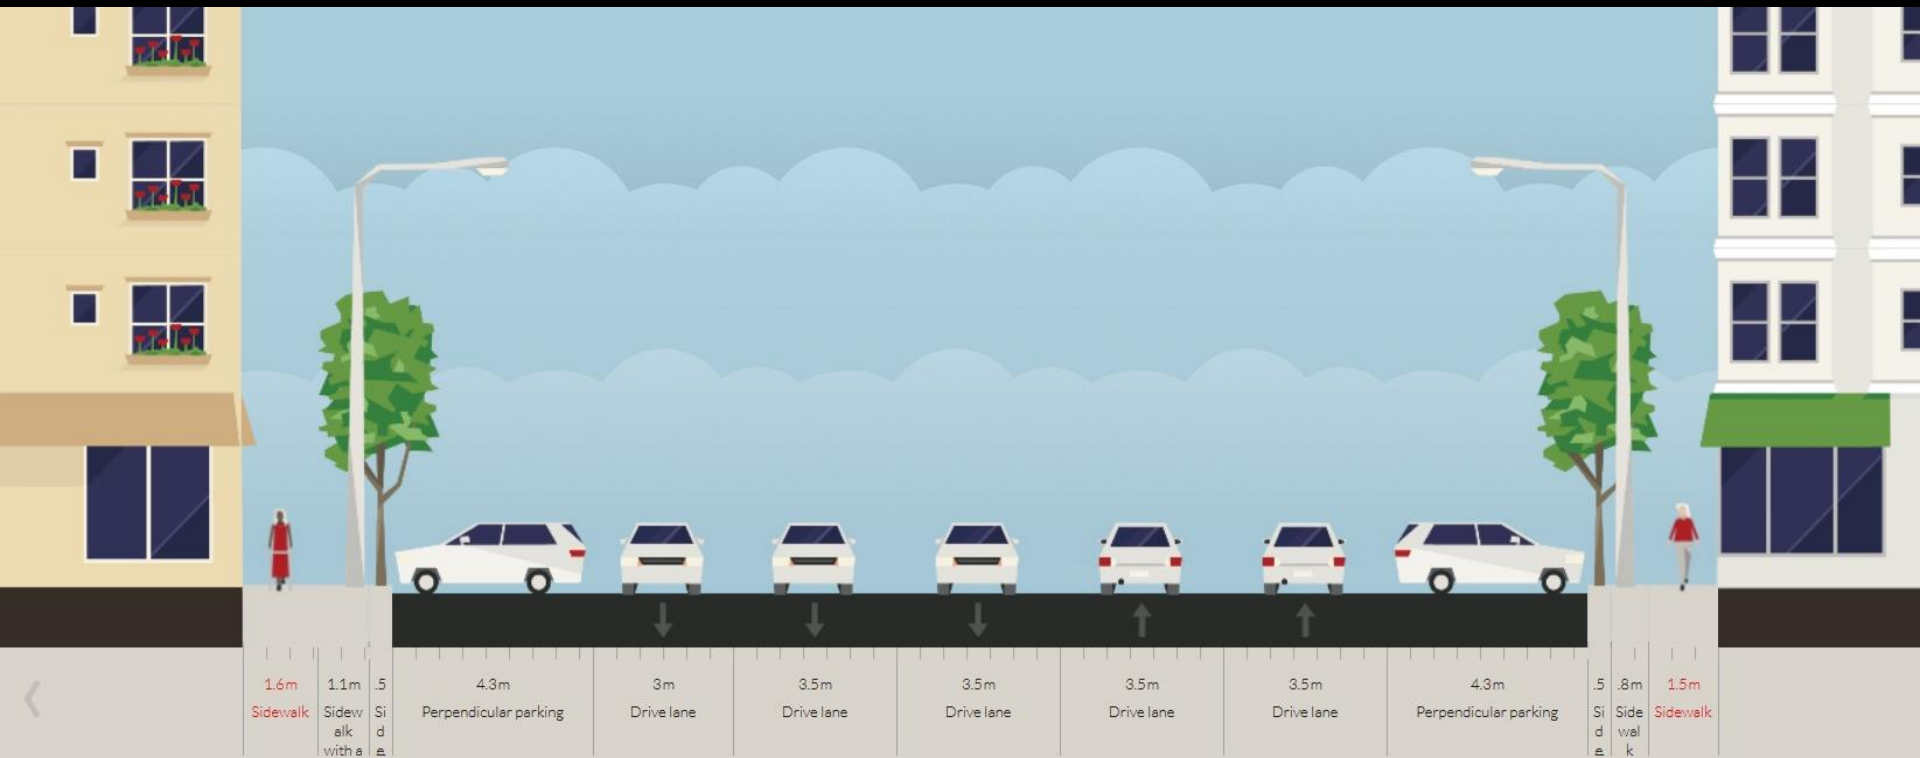 1.6m
Sidewalk
1.1m
Sidew
alk
with a
.5
Si
d
e
4.3m
Perpendicular parking
3m
Drive lane
3.5m
Drive lane
3.5m
Drive lane
3.5m
Drive lane
3.5m
Drive lane
4.3m
Perpendicular parking
.5
Si
d
e
.8m
Side
wal
k
1.5m
Sidewalk